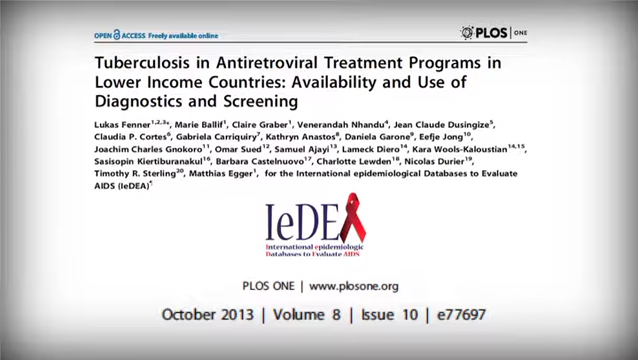 OPEN ACCESS Freely available online
PLOS | ONE
Tuberculosis in Antiretroviral Treatment Programs in
Lower Income Countries: Availability and Use of
Diagnostics and Screening
Lukas Fenner1,2,3*, Marie Ballif1, Claire Graber1, Venerandah Nhandu4, Jean Claude Dusingize5,
Claudia P. Cortes6, Gabriela Carriquiry7, Kathryn Anastos8, Daniela Garone9, Eefje Jong10,
Joachim Charles Gnokoro11, Omar Sued12, Samuel Ajayi13, Lameck Diero14, Kara Wools-Kaloustian14,15,
Sasisopin Kiertiburanakul16, Barbara Castelnuovo17, Charlotte Lewden18, Nicolas Durier19,
Timothy R. Sterling20, Matthias Egger1, for the International epidemiological Databases to Evaluate
AIDS (IeDEA)¶
IeDEA
International epidemiologic
Databases to Evaluate AIDS
PLOS ONE | www.plosone.org
October 2013 | Volume 8 | Issue 10 | e77697